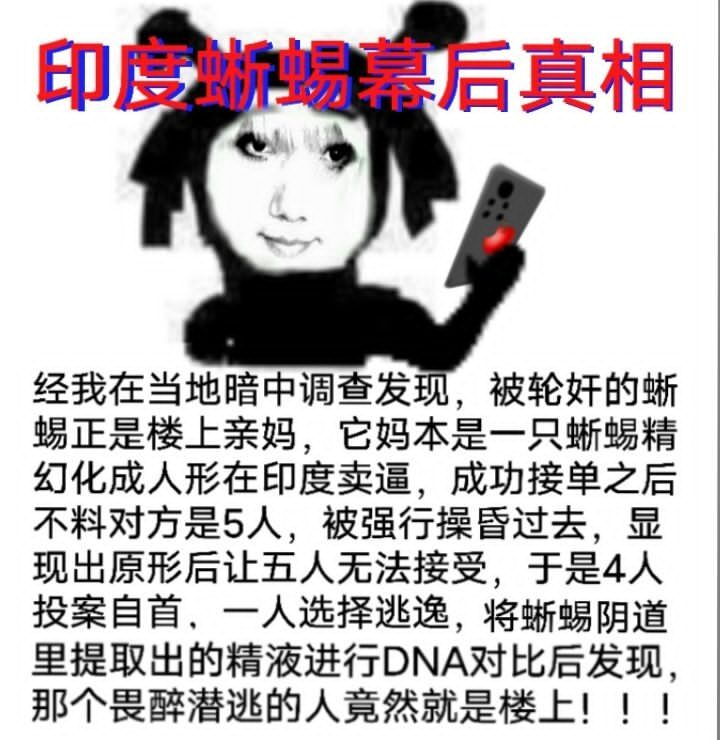 印度蜥蜴幕后真相
经我在当地暗中调查发现，被轮奸的蜥
蜴正是楼上亲妈，它妈本是一只蜥蜴精
幻化成人形在印度卖逼，成功接单之后
不料对方是5人，被强行操昏过去，显
现出原形后让五人无法接受，于是4人
投案自首．一人选择逃逸，将蜥蜴阴道
里提取出的精液进行DNA对比后发现，
那个畏醉潜逃的人竟然就是楼上！！！